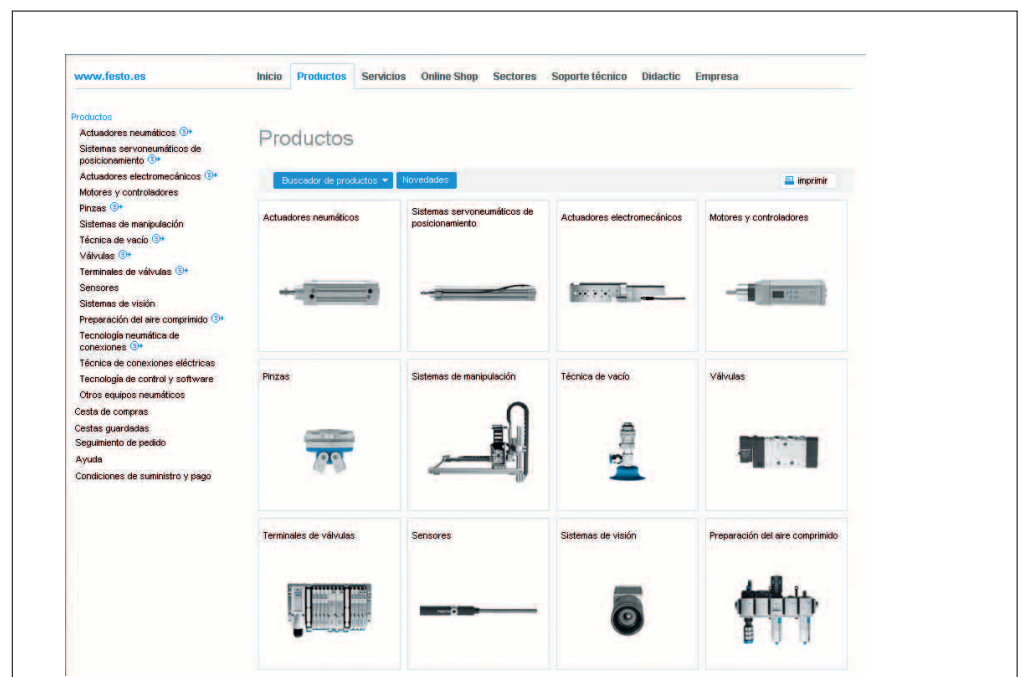 www.festo.es
Inicio Productos Servicios Online Shop Sectores Soporte técnico Didactic Empresa
Productos
Actuadores neumáticos
Sistemas servoneumáticos de
posicionamiento
Actuadores electromecánicos
Motores y controladores
Pinzas
Sistemas de manipulación
Técnica de vacío
Válvulas
Terminales de válvulas
Sensores
Sistemas de visión
Preparación del aire comprimido
Tecnología neumática de
conexiones
Técnica de conexiones eléctricas
Tecnología de control y software
Otros equipos neumáticos
Cesta de compras
Cestas guardadas
Seguimiento de pedido
Ayuda
Condiciones de suministro y pago
Productos
Buscador de productos Novedades imprimir
Actuadores neumáticos
Sistemas servoneumáticos de
posicionamiento
Actuadores electromecánicos
Motores y controladores
Pinzas
Sistemas de manipulación
Técnica de vacío
Válvulas
Terminales de válvulas
Sensores
Sistemas de visión
Preparación del aire comprimido